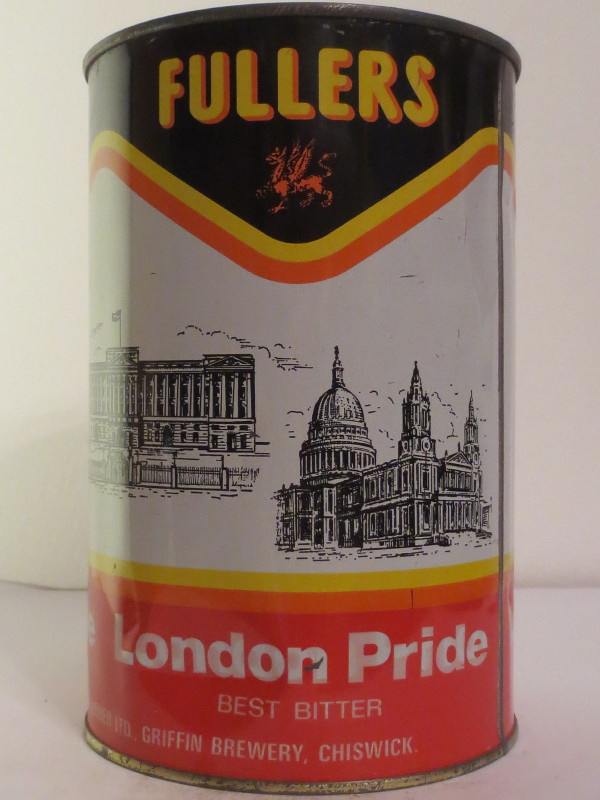 FULLERS
London Pride
BEST BITTER
LTD., GRIFFIN BREWERY, CHISWICK.